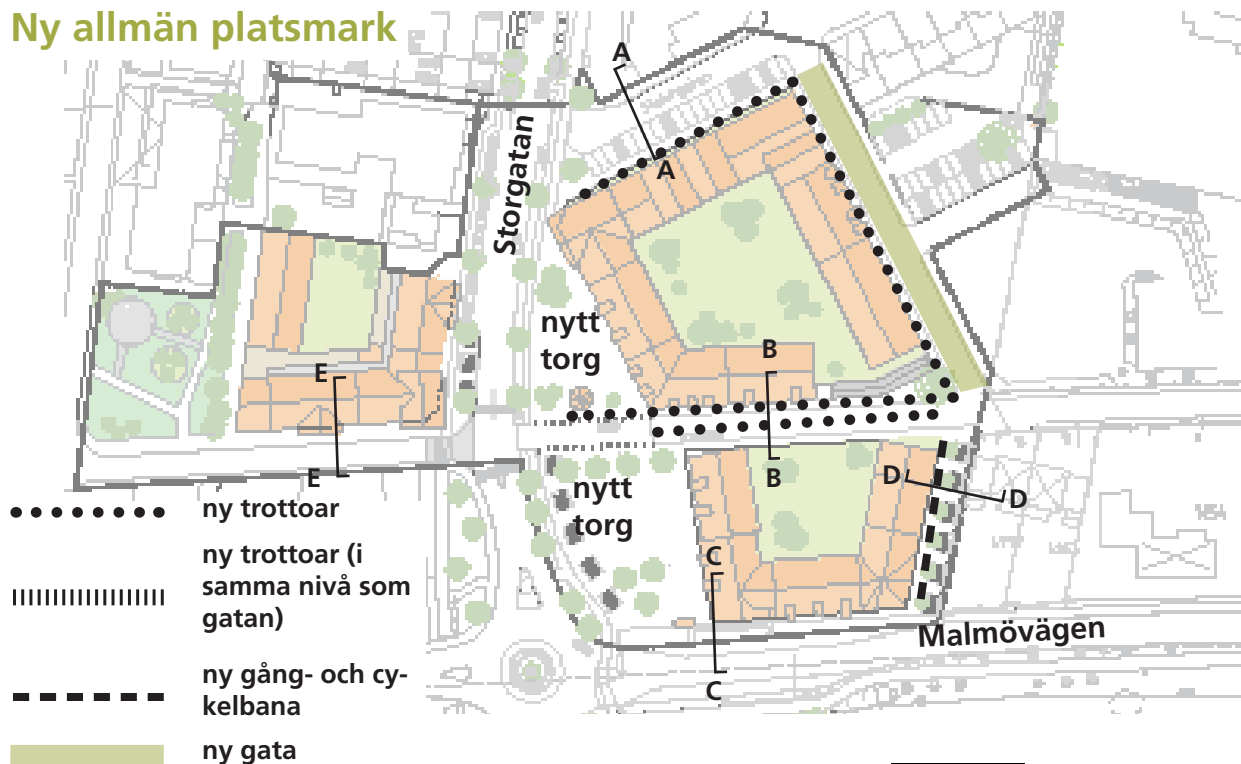 Ny allmän platsmark
A
A
Storgatan
nytt
torg
B
E
B
E
nytt
torg
D
D
C
C
Malmövägen
ny trottoar
ny trottoar (i
samma nivå som
gatan)
ny gång- och cy-
kelbana
ny gata